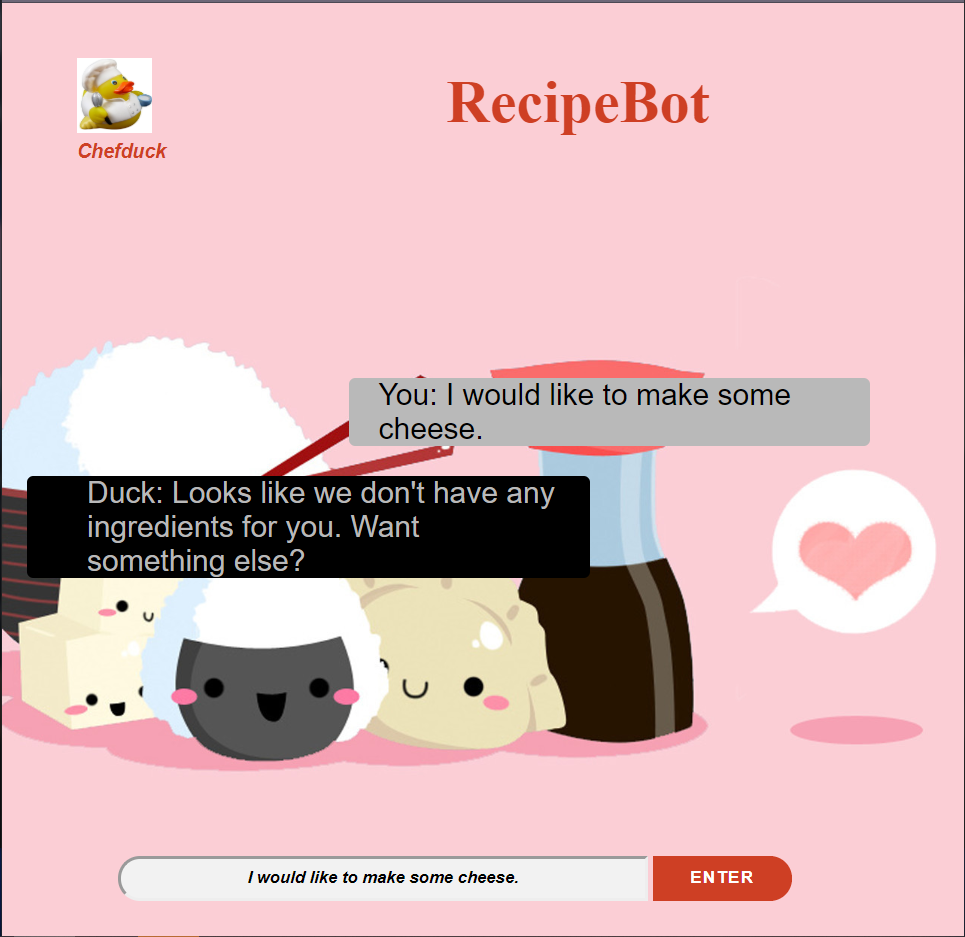 RecipeBot
Chefduck
You: I would like to make some
cheese.
Duck: Looks like we don't have any
ingredients for you. Want
something else?
I would like to make some cheese.
ENTER